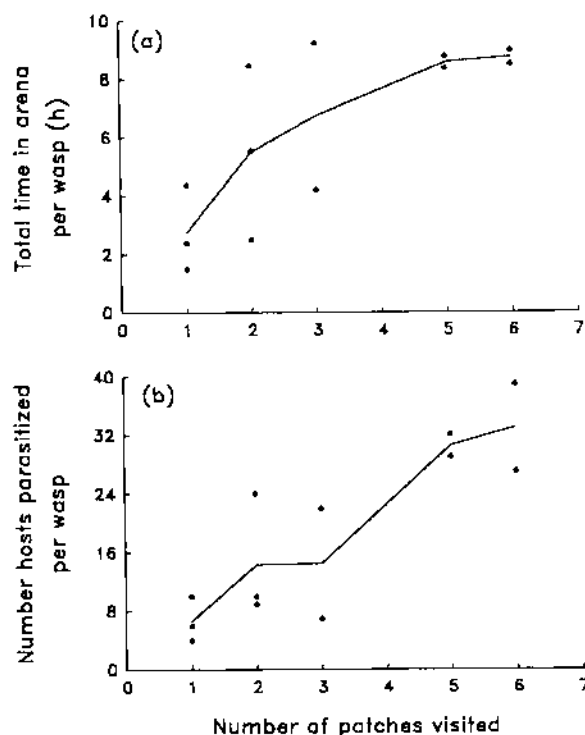 (a)
Total time in arena
per wasp (h)
10
8
6
4
2
0
0 1 2 3 4 5 6 7
(b)
Number hosts parasitized
per wasp
40
32
24
16
8
0
0 1 2 3 4 5 6 7
Number of patches visited